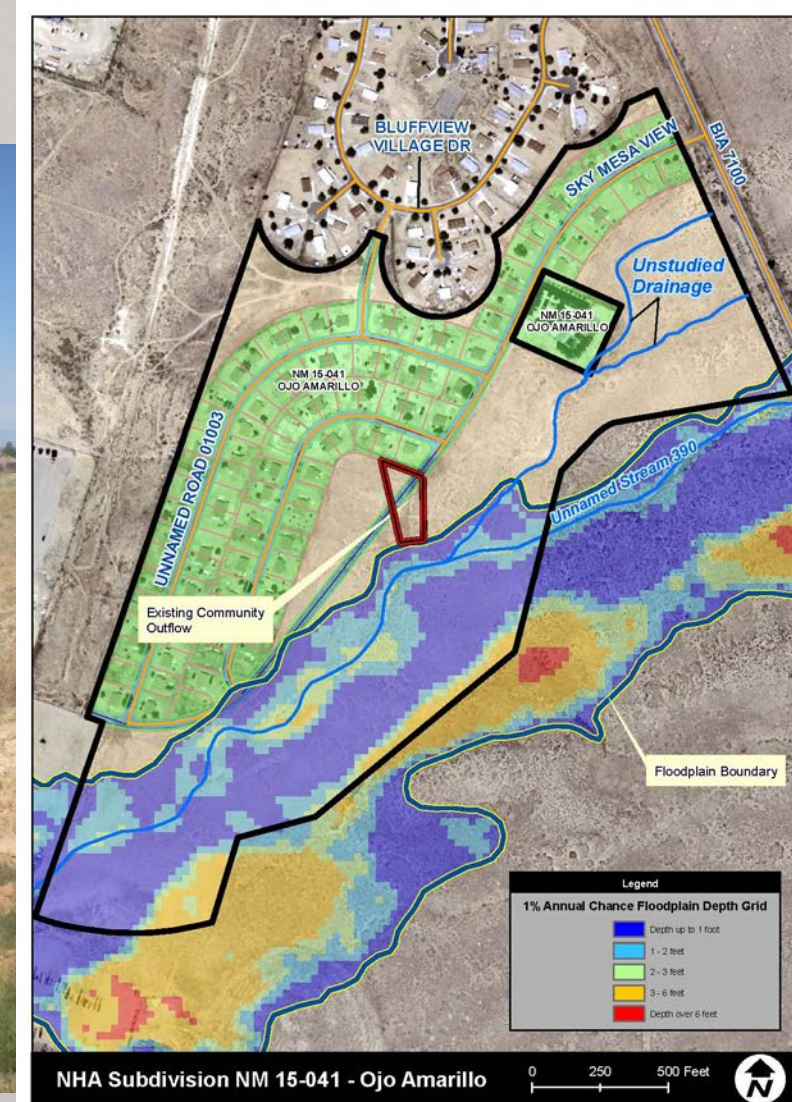 BLUFFVIEW
VILLAGE DR
SKY MESA VIEW
BIA 7100
Unstudied
Drainage
NM 15-041
OJO AMARILLO
NM 15-041
OJO AMARILLO
UNNAMED ROAD 01003
Unnamed Stream 390
Existing Community
Outflow
Floodplain Boundary
Legend
1% Annual Chance Floodplain Depth Grid
Depth up to 1 foot
1 - 2 feet
2 - 3 feet
3 - 6 feet
Depth over 6 feet
NHA Subdivision NM 15-041 - Ojo Amarillo
0 250 500 Feet
N